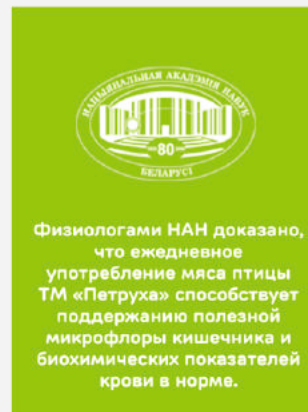 НАЦЫЯНАЛЬНАЯ АКАДЭМІЯ НАВУК
80
БЕЛАРУСІ
Физиологами НАН доказано,
что ежедневное
употребление мяса птицы
ТМ «Петруха» способствует
поддержанию полезной
микрофлоры кишечника и
биохимических показателей
крови в норме.